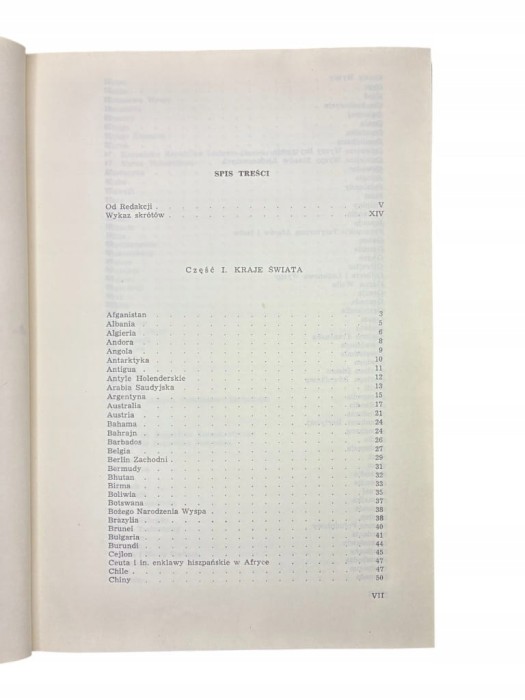 SPIS TREŚCI
Od Redakcji . . . . . . . . . . . . . . . V
Wykaz skrótów . . . . . . . . . . . . . . XIV
Część I. KRAJE ŚWIATA
Afganistan . . . . . . . . . . . . . . . 3
Albania . . . . . . . . . . . . . . . 5
Algieria . . . . . . . . . . . . . . . 6
Andora . . . . . . . . . . . . . . . 8
Angola . . . . . . . . . . . . . . . 9
Antarktyka . . . . . . . . . . . . . . . 10
Antigua . . . . . . . . . . . . . . . 11
Antyle Holenderskie . . . . . . . . . . . . 12
Arabia Saudyjska . . . . . . . . . . . . . 13
Argentyna . . . . . . . . . . . . . . . 15
Australia . . . . . . . . . . . . . . . 17
Austria . . . . . . . . . . . . . . . 21
Bahama . . . . . . . . . . . . . . . 24
Bahrajn . . . . . . . . . . . . . . . 24
Barbados . . . . . . . . . . . . . . . 26
Belgia . . . . . . . . . . . . . . . 27
Berlin Zachodni . . . . . . . . . . . . . 29
Bermudy . . . . . . . . . . . . . . . 31
Bhutan . . . . . . . . . . . . . . . 32
Birma . . . . . . . . . . . . . . . 33
Boliwia . . . . . . . . . . . . . . . 35
Botswana . . . . . . . . . . . . . . . 37
Bożego Narodzenia Wyspa . . . . . . . . . . 38
Brazylia . . . . . . . . . . . . . . . 38
Brunei . . . . . . . . . . . . . . . 40
Bułgaria . . . . . . . . . . . . . . . 41
Burundi . . . . . . . . . . . . . . . 44
Cejlon . . . . . . . . . . . . . . . 45
Ceuta i in. enklawy hiszpańskie w Afryce . . . . . . 47
Chile . . . . . . . . . . . . . . . 47
Chiny . . . . . . . . . . . . . . . 50
VII